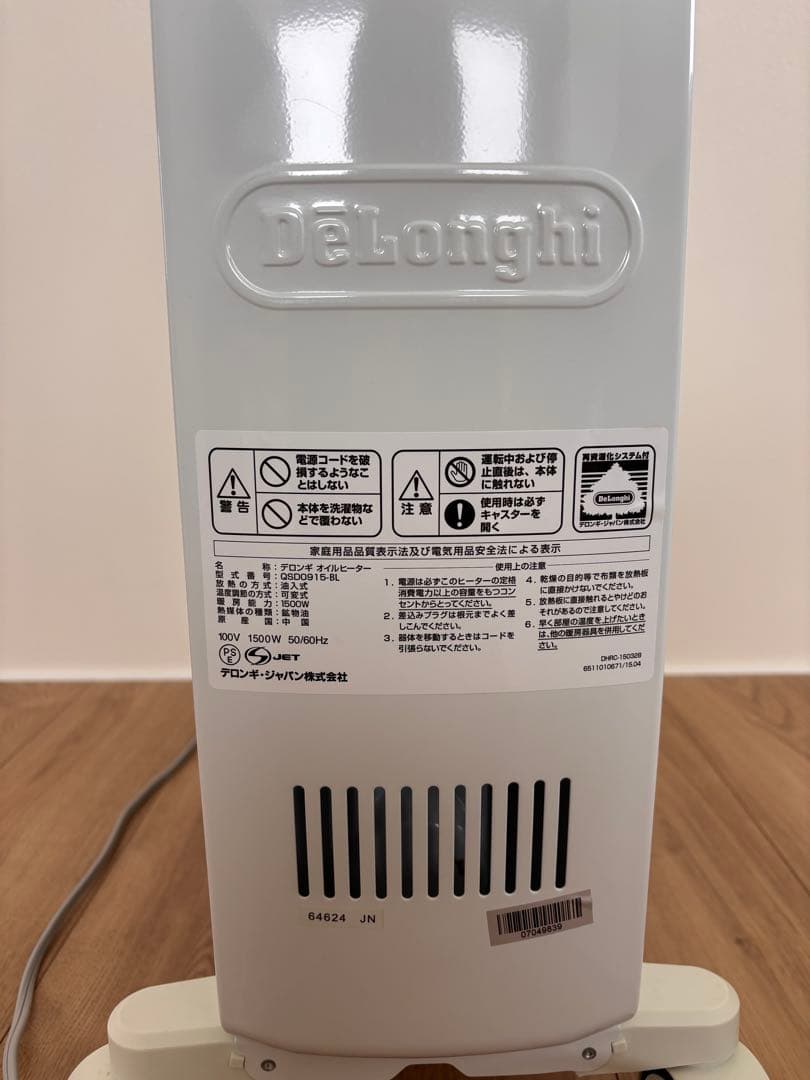 DēLonghi
警告
電源コードを破
損するようなこ
とはしない
本体を洗濯物な
どで覆わない
注意
運転中および停
止直後は、本体
に触れない
使用時は必ず
キャスターを
開く
再資源化システム付
DēLonghi
デロンギ・ジャパン株式会社
家庭用品品質表示法及び電気用品安全法による表示
名称：デロンギ オイルヒーター
型式番号：QSD0915-BL
放熱の方式：油入式
温度調節の方式：可変式
暖房能力：1500W
熱媒体の種類：鉱物油
原産国：中国
100V 1500W 50/60Hz
PSE
S JET
デロンギ・ジャパン株式会社
使用上の注意
1. 電源は必ずこのヒーターの定格
消費電力以上の容量をもつコン
セントからとってください。
2. 差込みプラグは根元までよく差
しこんでください。
3. 器体を移動するときはコードを
引張らないでください。
4. 乾燥の目的等で布類を放熱板
に直接かけないでください。
5. 放熱板に直接触れるとやけどのお
それがあるので注意してください。
6. 早く部屋の温度を上げたいとき
は、他の暖房器具を併用してくだ
さい。
DHRC-150328
6511010671/15.04
64624 JN
07049839